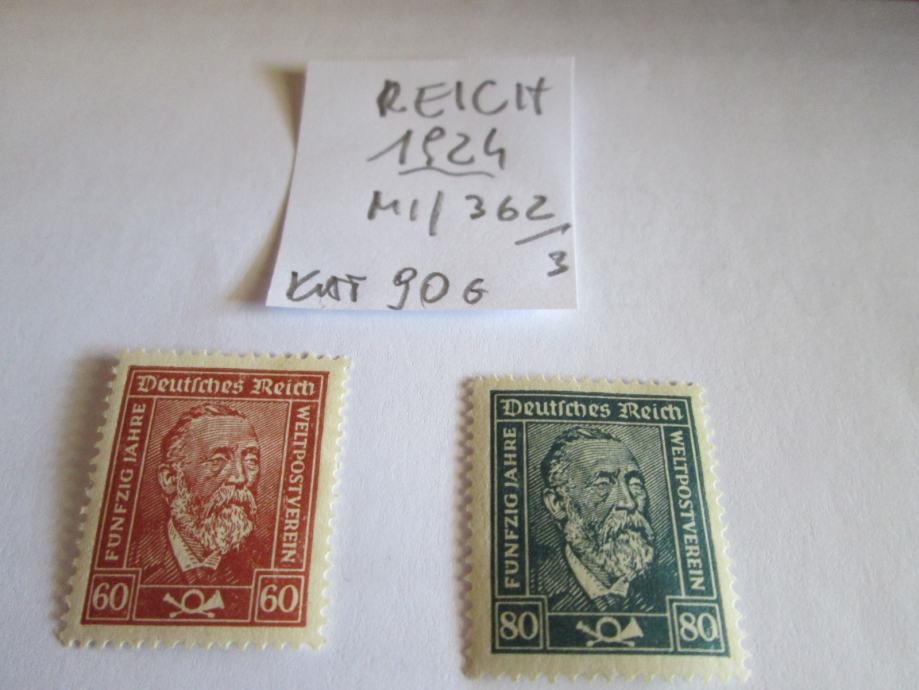 REICH
1924
MI/362/3
KAT 90€
Deutsches Reich
FÜNFZIG JAHRE
WELTPOSTVEREIN
60 60
Deutsches Reich
FÜNFZIG JAHRE
WELTPOSTVEREIN
80 80